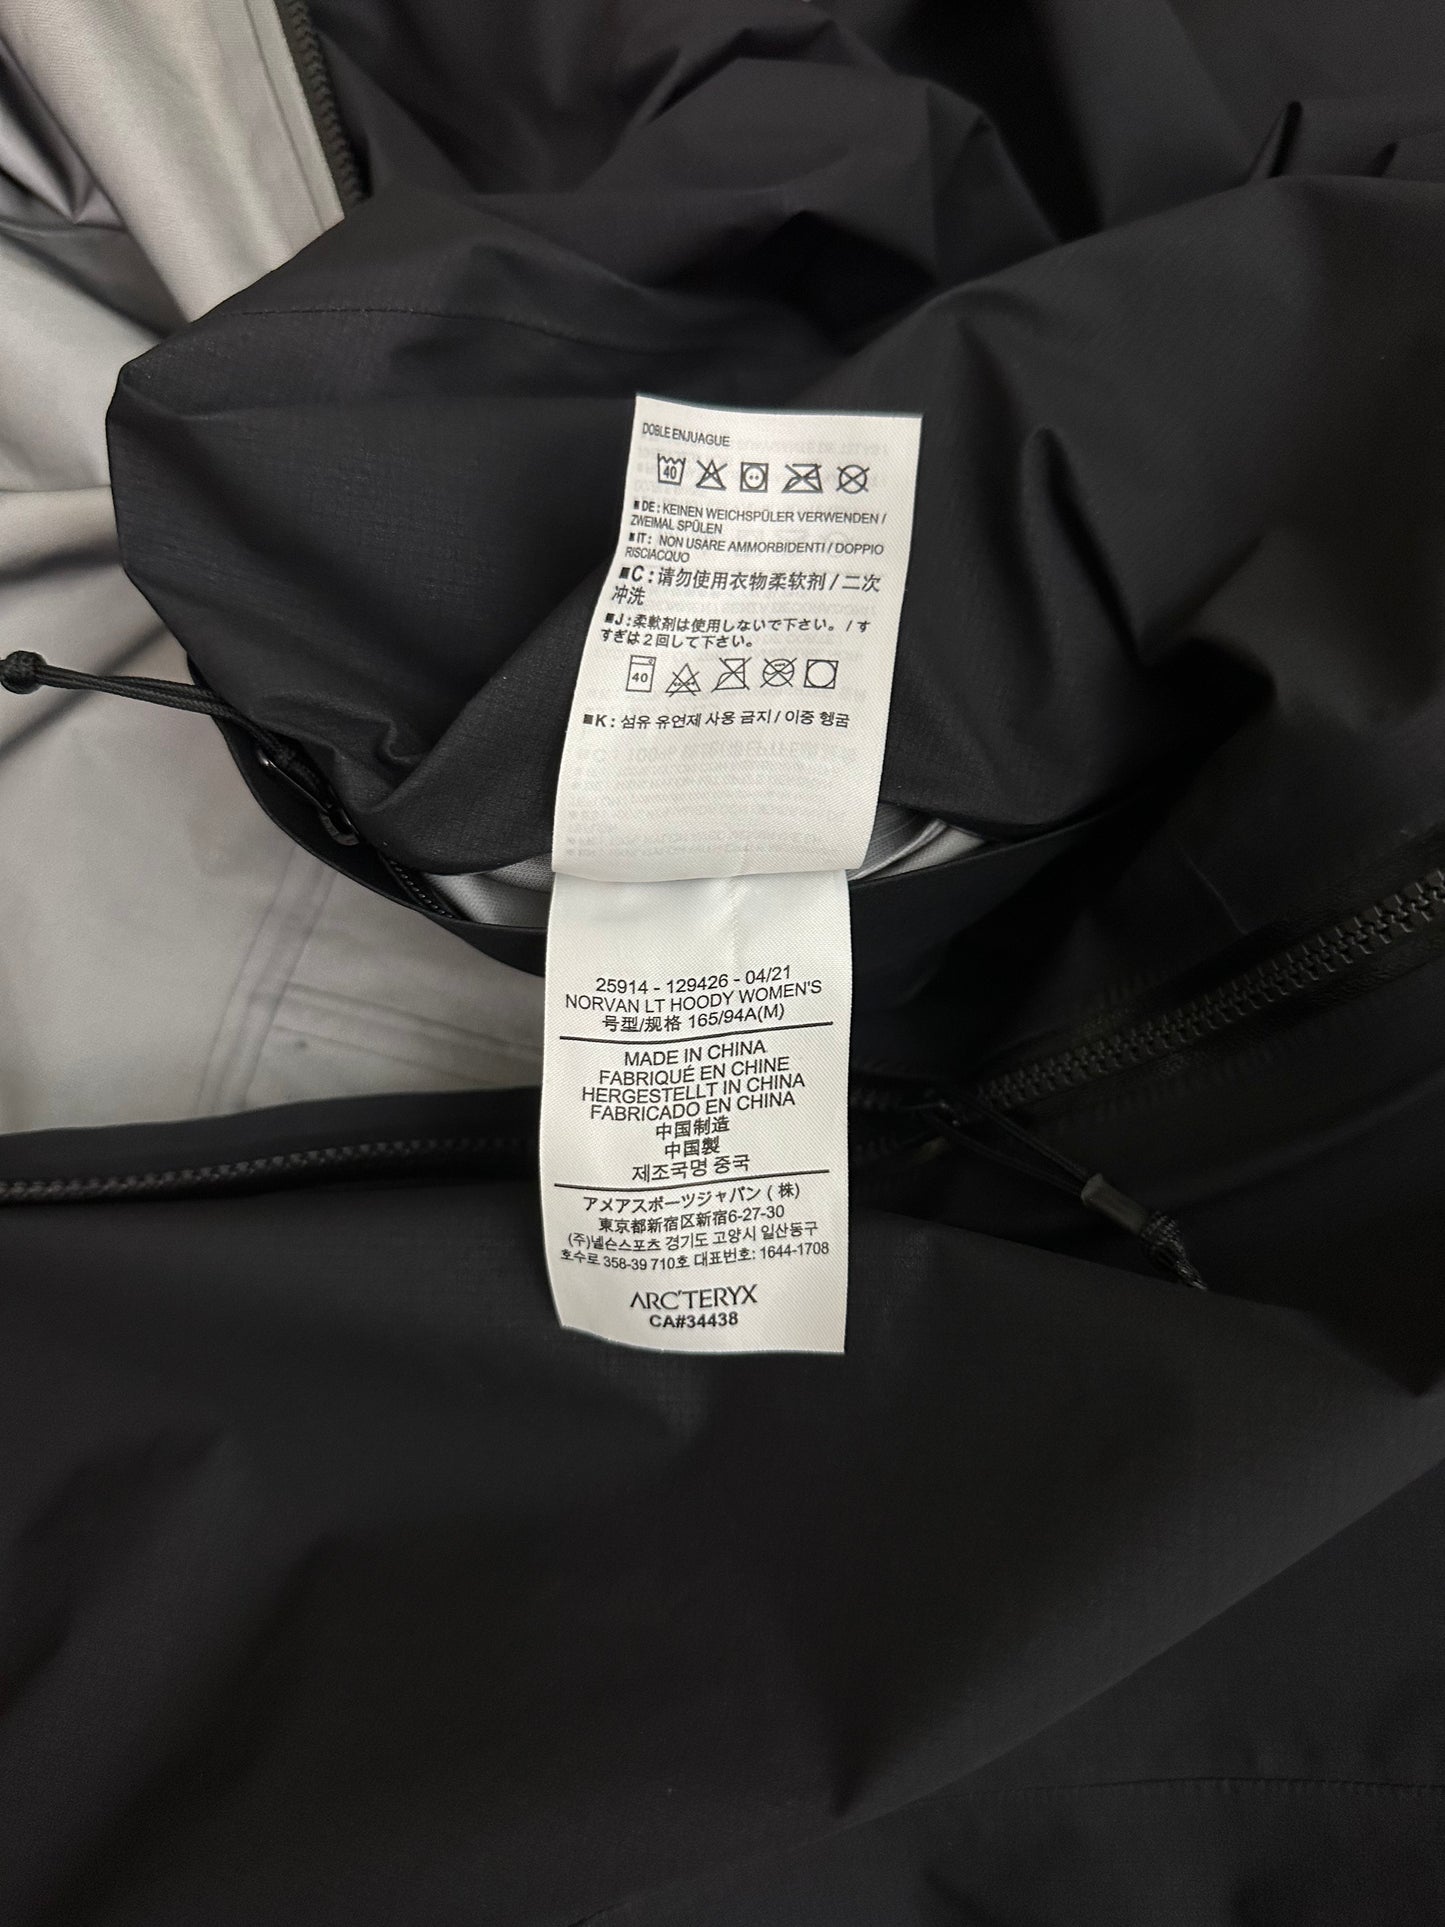 DOBLE ENJUAGUE
40
■DE : KEINEN WEICHSPÜLER VERWENDEN /
ZWEIMAL SPÜLEN
■IT : NON USARE AMMORBIDENTI / DOPPIO
RISCIACQUO
■C : 请勿使用衣物柔软剂 / 二次
冲洗
■J : 柔軟剤は使用しないで下さい。 / す
すぎは2回して下さい。
40
■K : 섬유 유연제 사용 금지 / 이중 헹굼
25914 - 129426 - 04/21
NORVAN LT HOODY WOMEN'S
号型/规格 165/94A(M)
MADE IN CHINA
FABRIQUÉ EN CHINE
HERGESTELLT IN CHINA
FABRICADO EN CHINA
中国制造
中国製
제조국명 중국
アメアスポーツジャパン ( 株)
東京都新宿区新宿6-27-30
(주)넬슨스포츠 경기도 고양시 일산동구
호수로 358-39 710호 대표번호: 1644-1708
ARC'TERYX
CA#34438